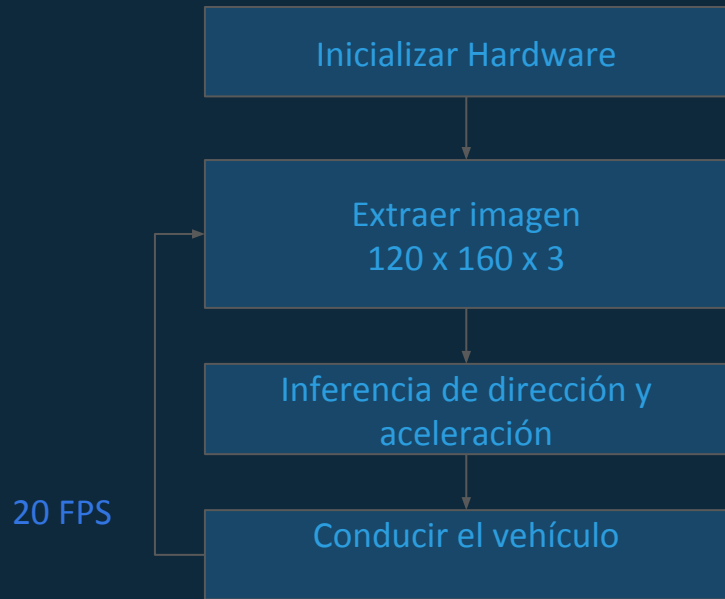 Inicializar Hardware
Extraer imagen
120 x 160 x 3
Inferencia de dirección y
aceleración
20 FPS
Conducir el vehículo